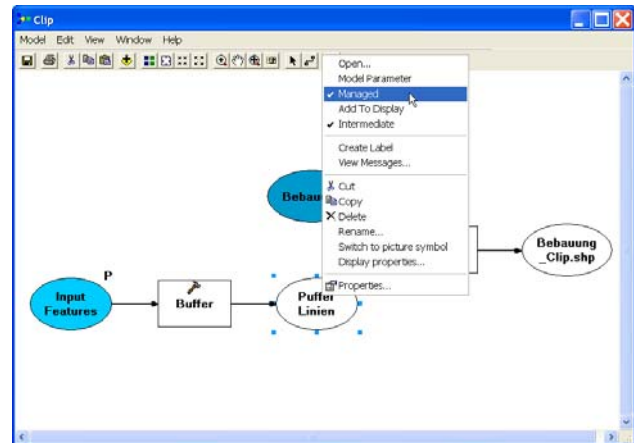 Clip
Model Edit View Window Help
Open...
Model Parameter
Managed
Add To Display
Intermediate
Create Label
View Messages...
Cut
Copy
Delete
Rename...
Switch to picture symbol
Display properties...
Properties...
Bebau
Bebauung
_Clip.shp
P
Input
Features
Buffer
Puffer
Linien